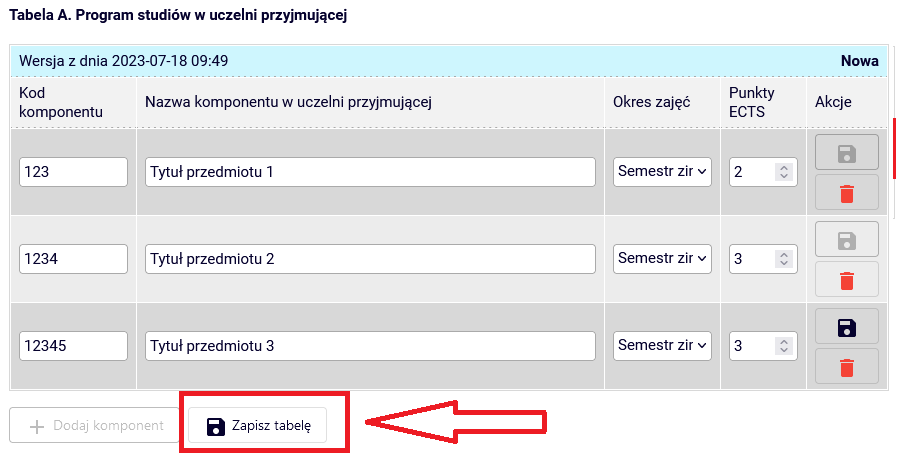 Tabela A. Program studiów w uczelni przyjmującej
Wersja z dnia 2023-07-18 09:49 Nowa
Kod komponentu Nazwa komponentu w uczelni przyjmującej Okres zajęć Punkty ECTS Akcje
123 Tytuł przedmiotu 1 Semestr zir 2
1234 Tytuł przedmiotu 2 Semestr zir 3
12345 Tytuł przedmiotu 3 Semestr zir 3
Dodaj komponent Zapisz tabelę